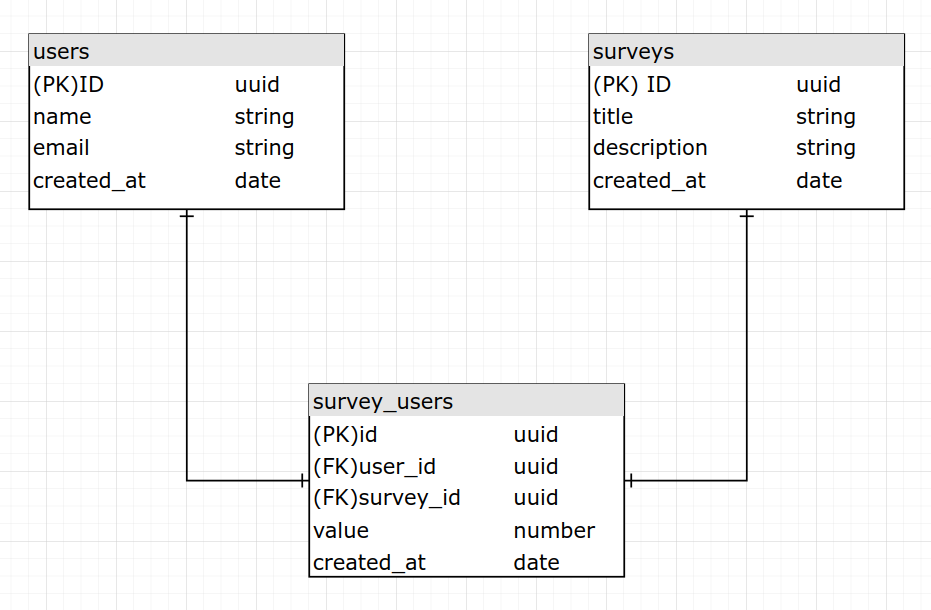 users
(PK)ID uuid
name string
email string
created_at date
surveys
(PK) ID uuid
title string
description string
created_at date
survey_users
(PK)id uuid
(FK)user_id uuid
(FK)survey_id uuid
value number
created_at date